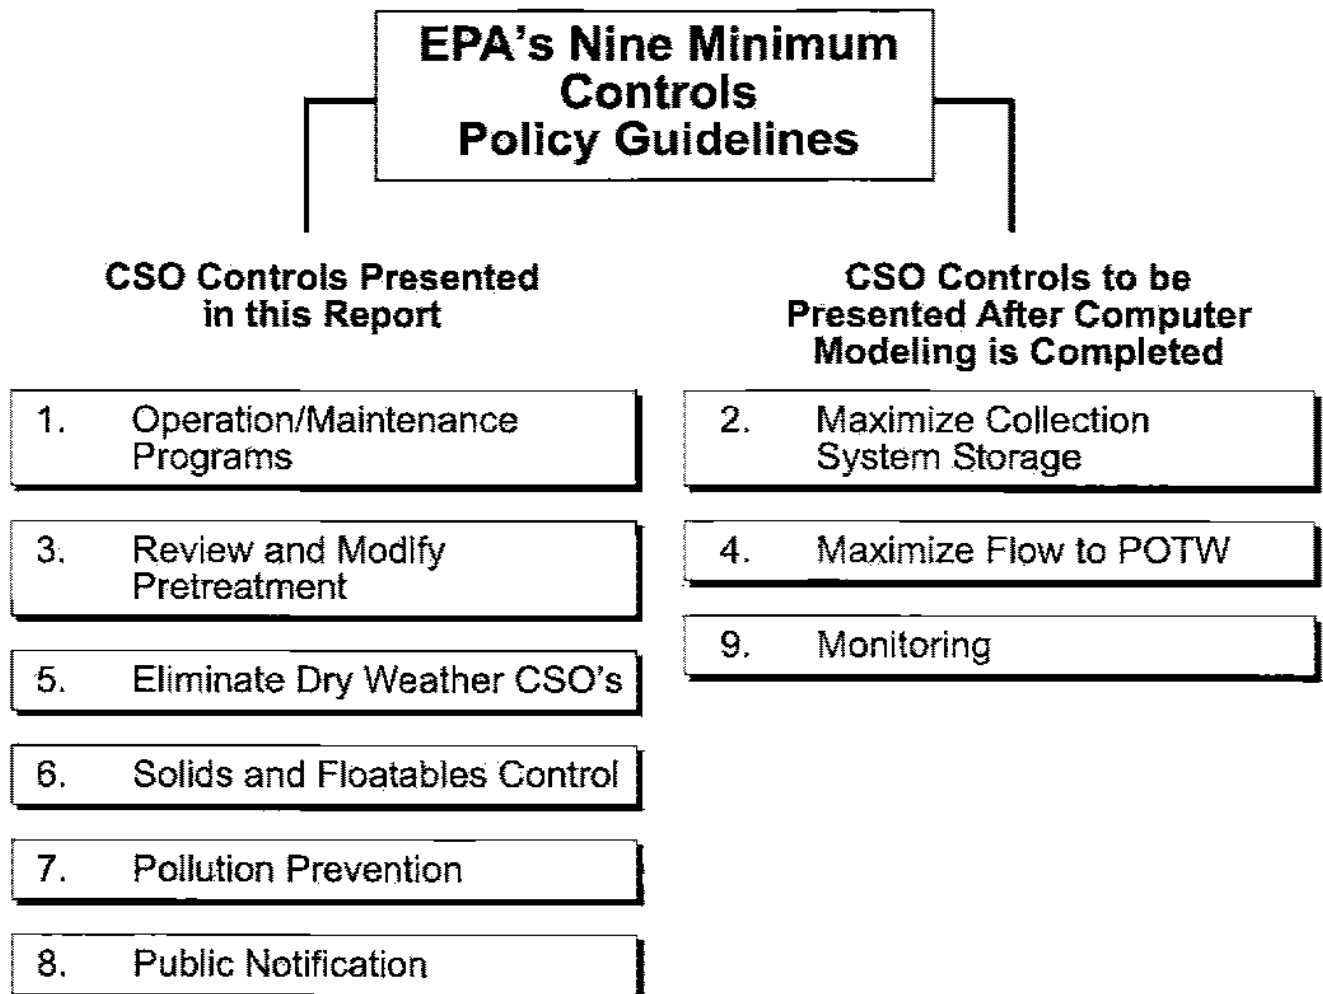 EPA's Nine Minimum
Controls
Policy Guidelines
CSO Controls Presented
in this Report
1. Operation/Maintenance
Programs
3. Review and Modify
Pretreatment
5. Eliminate Dry Weather CSO's
6. Solids and Floatables Control
7. Pollution Prevention
8. Public Notification
CSO Controls to be
Presented After Computer
Modeling is Completed
2. Maximize Collection
System Storage
4. Maximize Flow to POTW
9. Monitoring